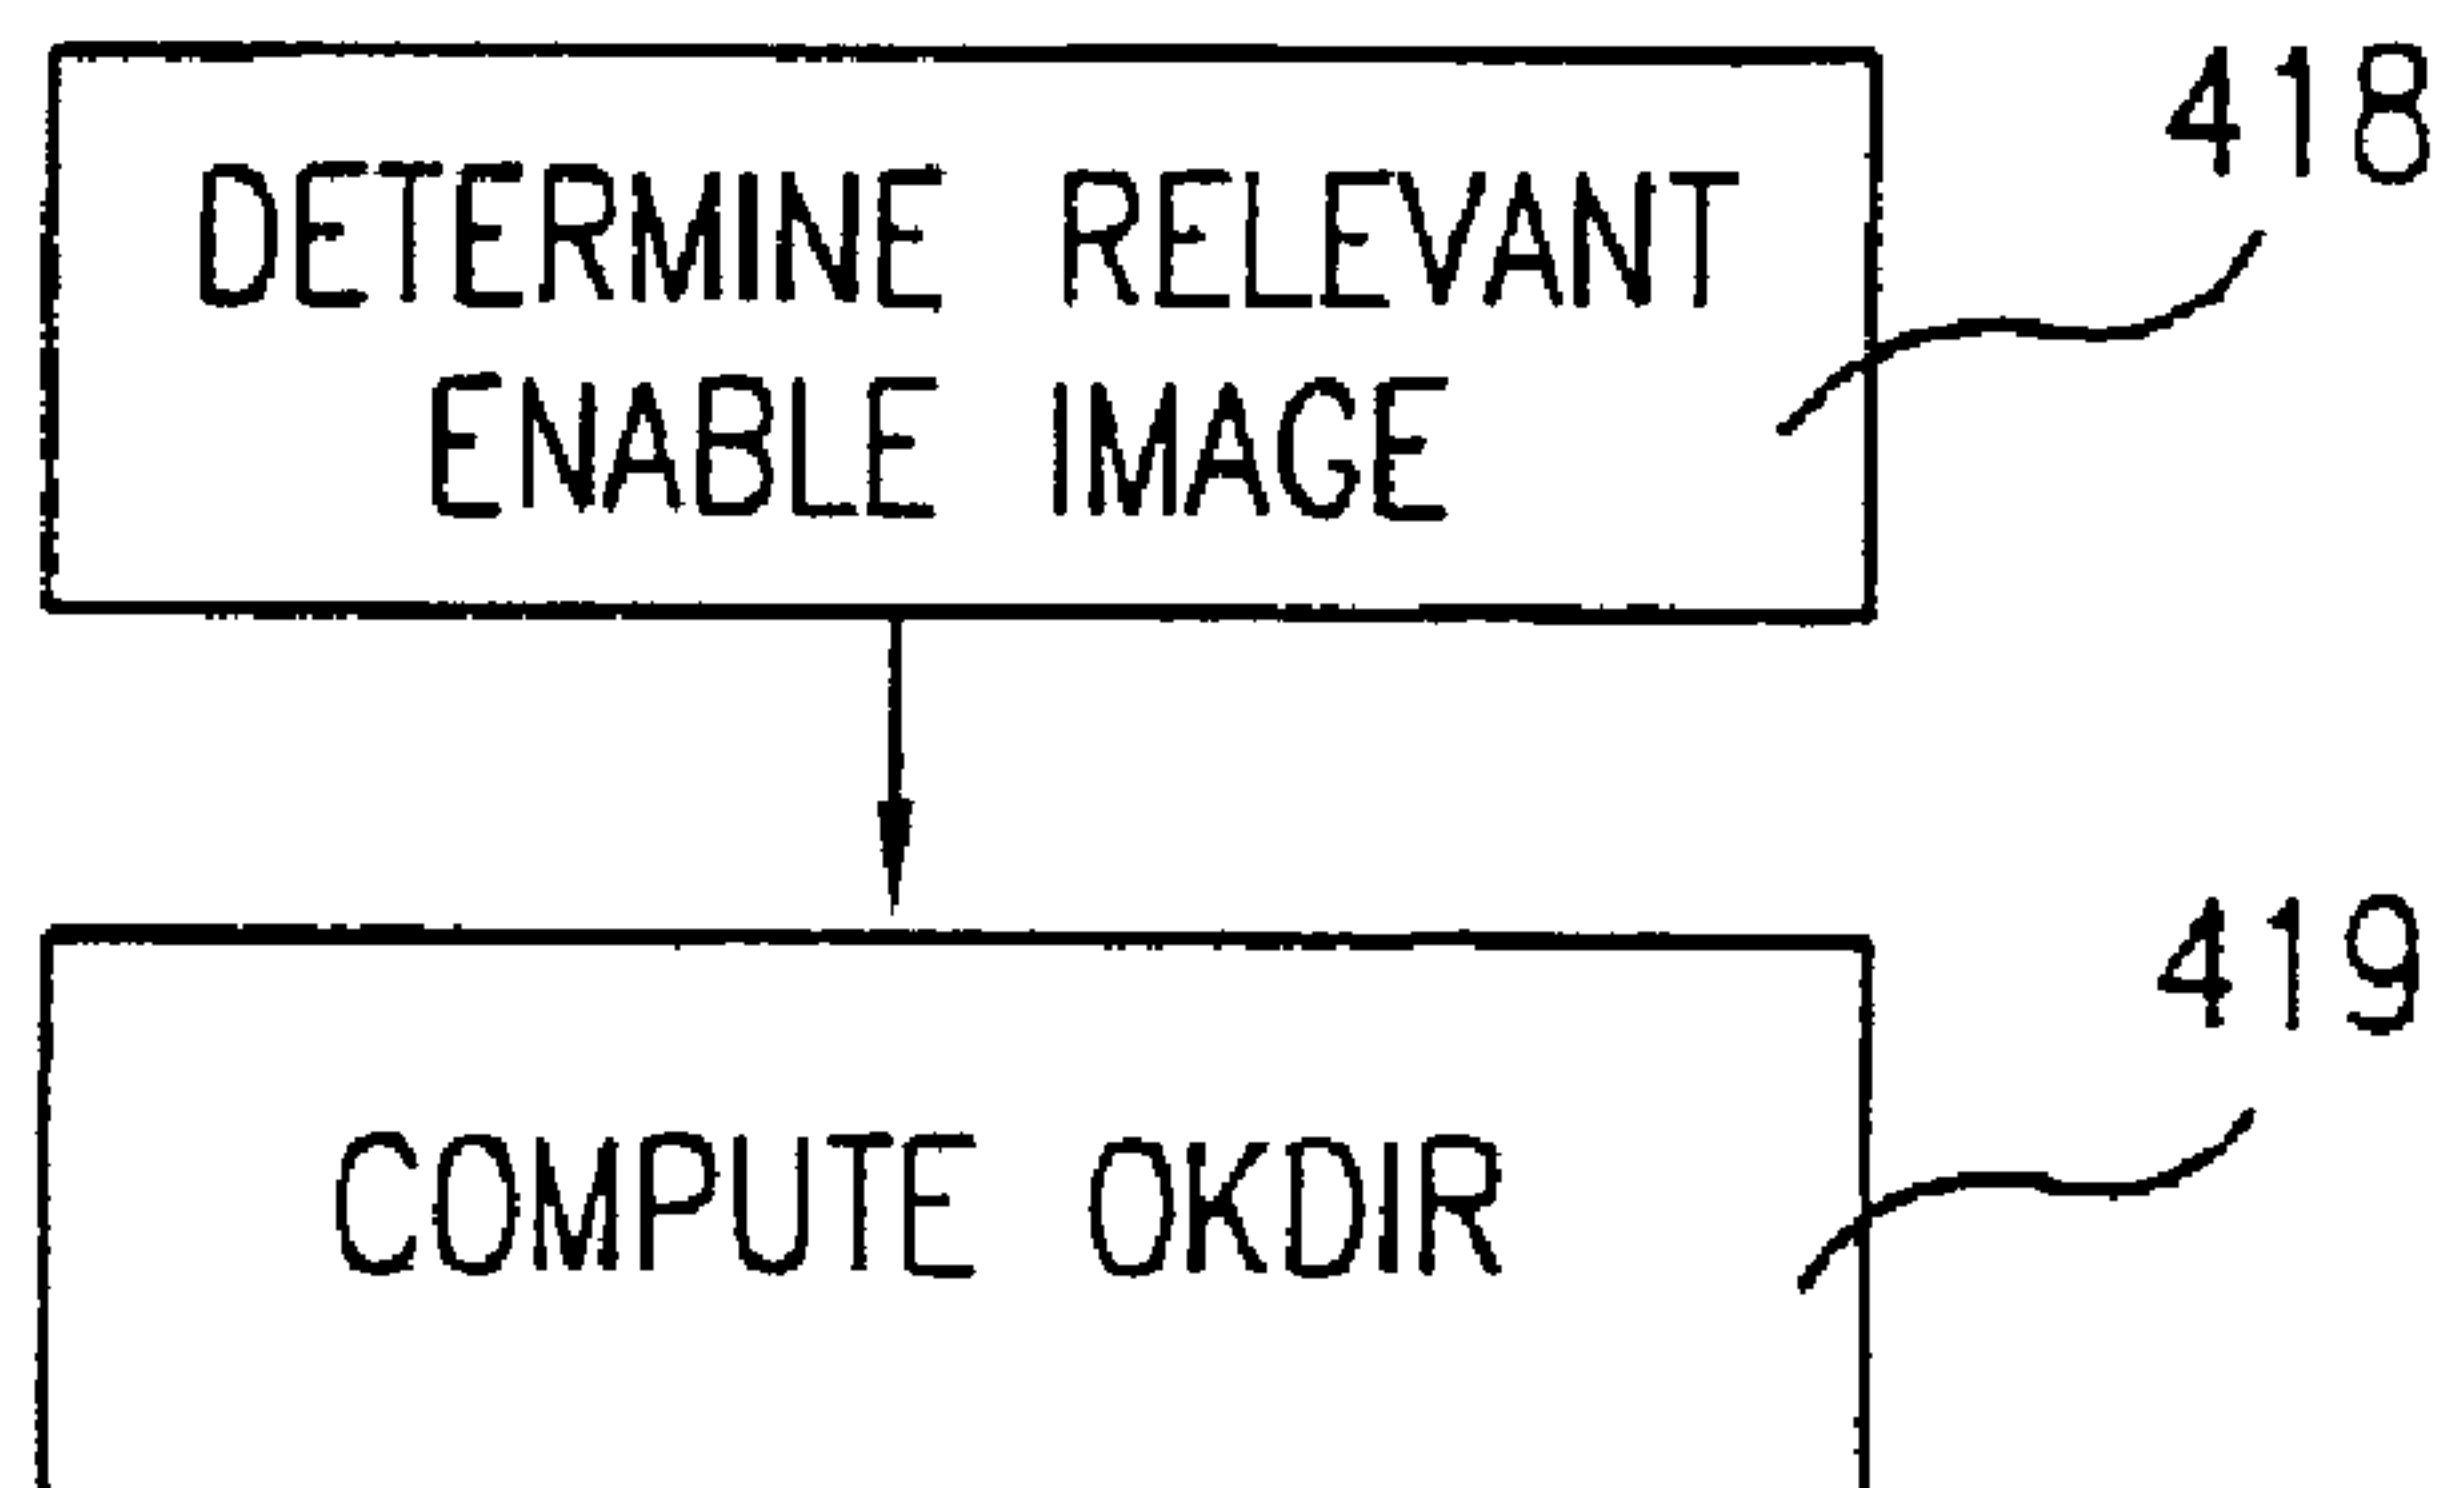 418
DETERMINE RELEVANT
ENABLE IMAGE
419
COMPUTE OKDIR